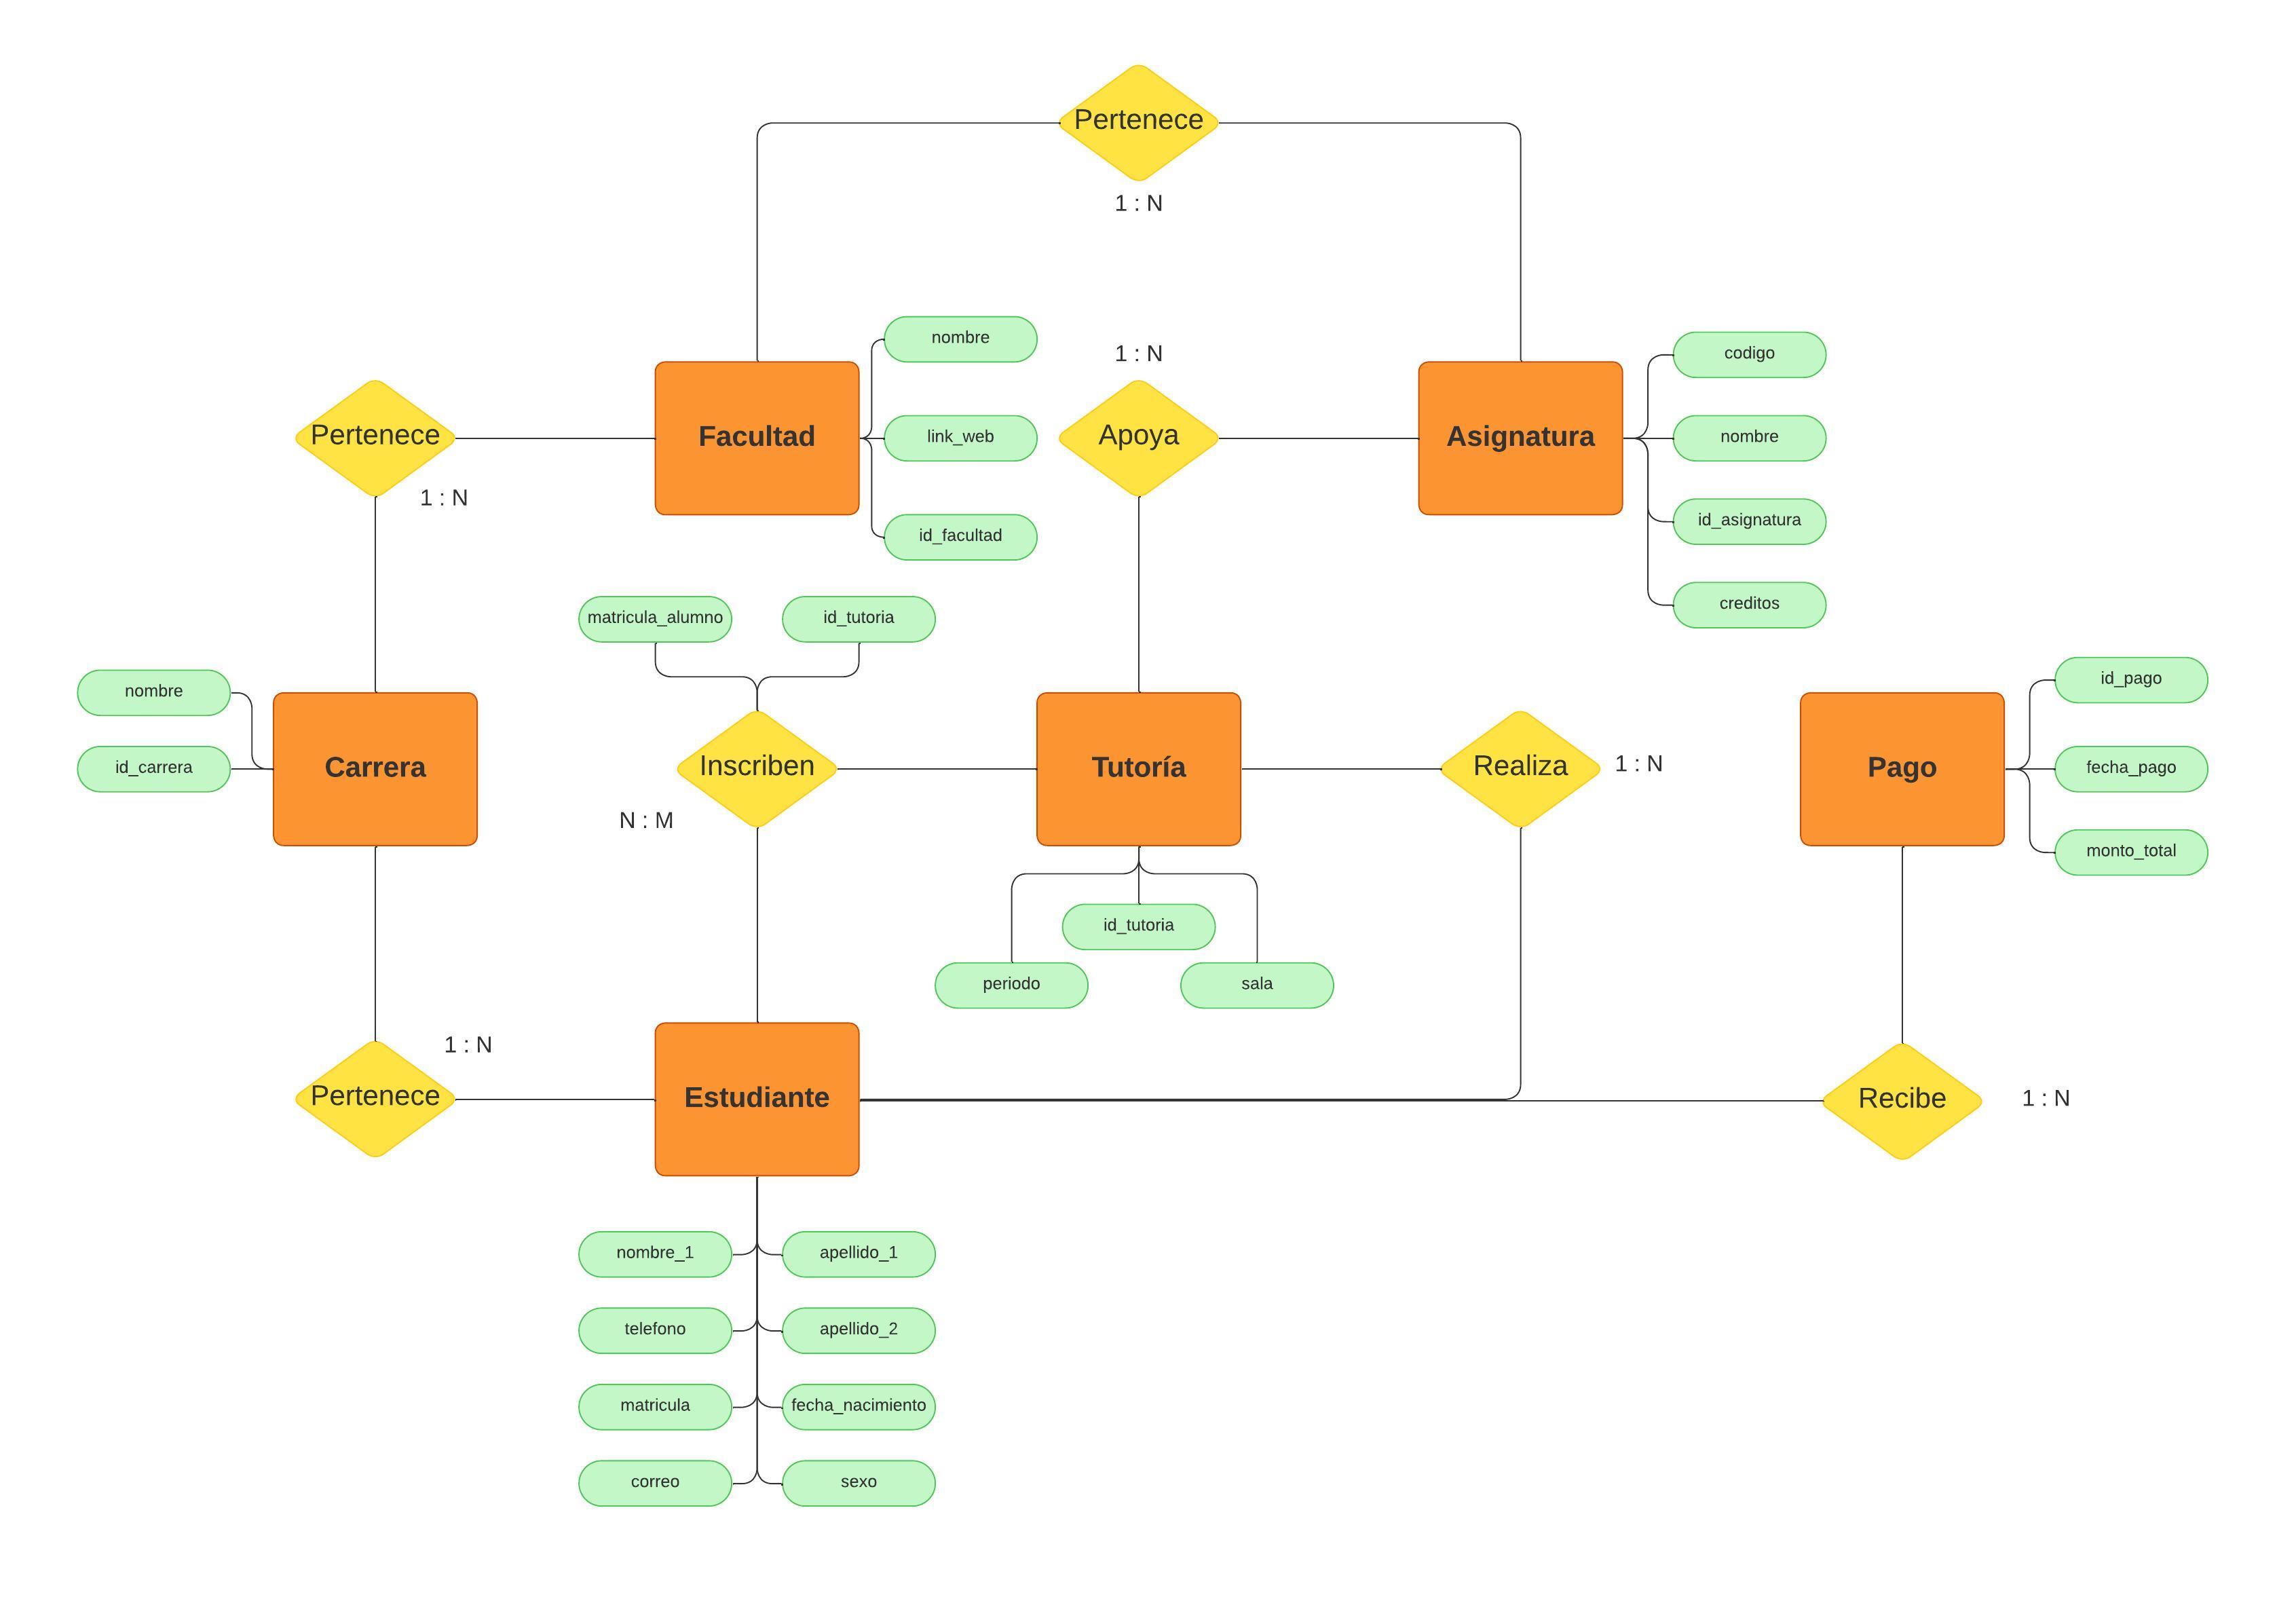 Pertenece
1 : N
nombre
1 : N
codigo
Pertenece
Facultad
link_web
Apoya
Asignatura
nombre
1 : N
id_facultad
id_asignatura
matricula_alumno
id_tutoria
creditos
nombre
id_pago
Carrera
id_carrera
Inscriben
Tutoría
Realiza
1 : N
Pago
fecha_pago
N : M
monto_total
id_tutoria
periodo
sala
1 : N
Pertenece
Estudiante
Recibe
1 : N
nombre_1
apellido_1
telefono
apellido_2
matricula
fecha_nacimiento
correo
sexo